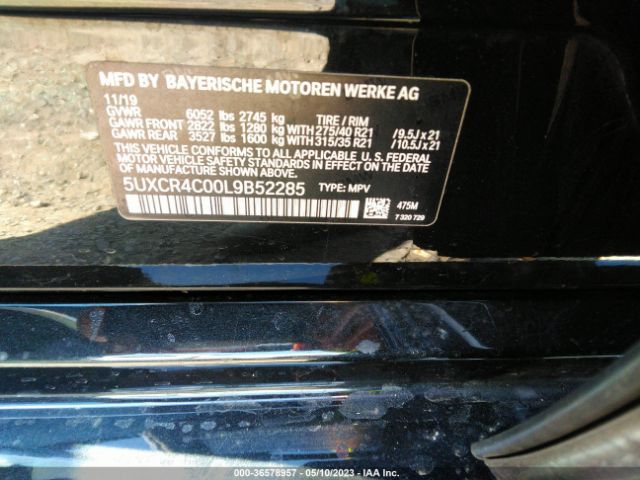 MFD BY BAYERISCHE MOTOREN WERKE AG
11/19
GVWR 6052 lbs 2745 kg TIRE / RIM
GAWR FRONT 2822 lbs 1280 kg WITH 275/40 R21 /9.5J x 21
GAWR REAR 3527 lbs 1600 kg WITH 315/35 R21 /10.5J x 21
THIS VEHICLE CONFORMS TO ALL APPLICABLE U.S. FEDERAL
MOTOR VEHICLE SAFETY STANDARDS IN EFFECT ON THE DATE
OF MANUFACTURE SHOWN ABOVE.
5UXCR4C00L9B52285 TYPE: MPV
475M
7 320 729
000-36578957 - 05/10/2023 - IAA Inc.